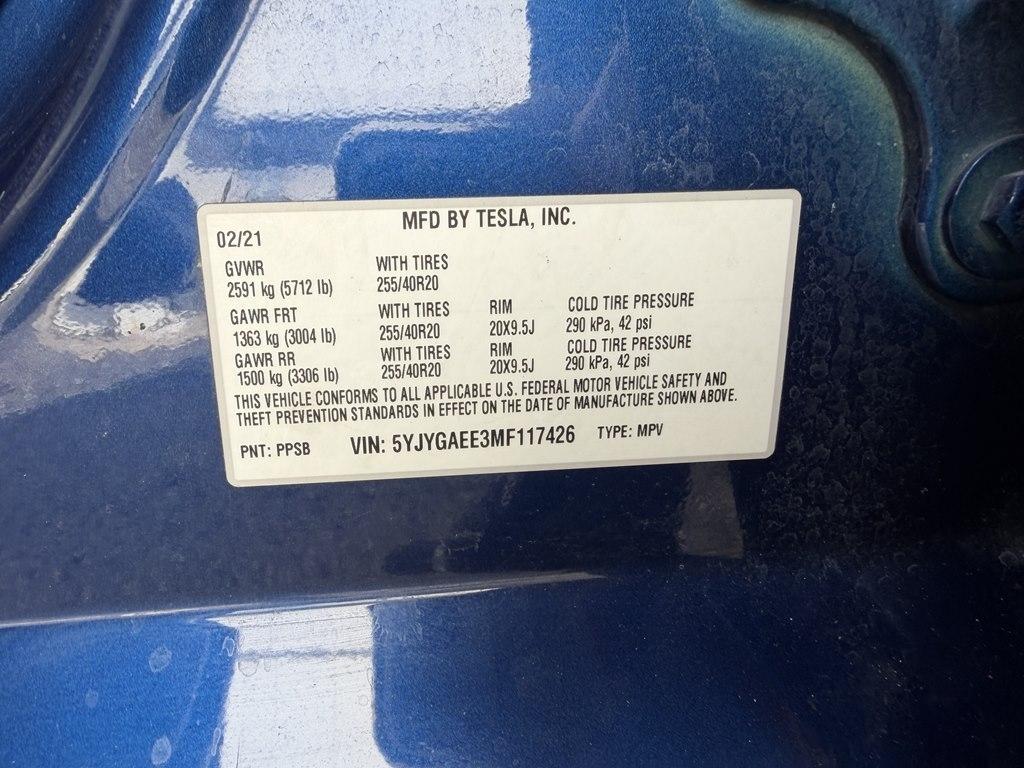 MFD BY TESLA, INC.
02/21
GVWR WITH TIRES
2591 kg (5712 lb) 255/40R20
GAWR FRT WITH TIRES RIM COLD TIRE PRESSURE
1363 kg (3004 lb) 255/40R20 20X9.5J 290 kPa, 42 psi
GAWR RR WITH TIRES RIM COLD TIRE PRESSURE
1500 kg (3306 lb) 255/40R20 20X9.5J 290 kPa, 42 psi
THIS VEHICLE CONFORMS TO ALL APPLICABLE U.S. FEDERAL MOTOR VEHICLE SAFETY AND
THEFT PREVENTION STANDARDS IN EFFECT ON THE DATE OF MANUFACTURE SHOWN ABOVE.
PNT: PPSB VIN: 5YJYGAEE3MF117426 TYPE: MPV